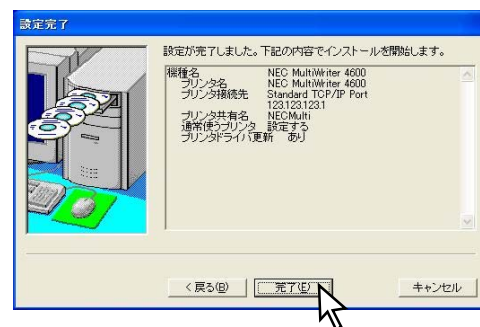 設定完了
設定が完了しました。下記の内容でインストールを開始します。
機種名 NEC MultiWriter 4600
プリンタ名 NEC MultiWriter 4600
プリンタ接続先 Standard TCP/IP Port
123.123.123.1
プリンタ共有名 NECMulti
通常使うプリンタ 設定する
プリンタドライバ更新 あり
< 戻る(B)
完了(E)
キャンセル